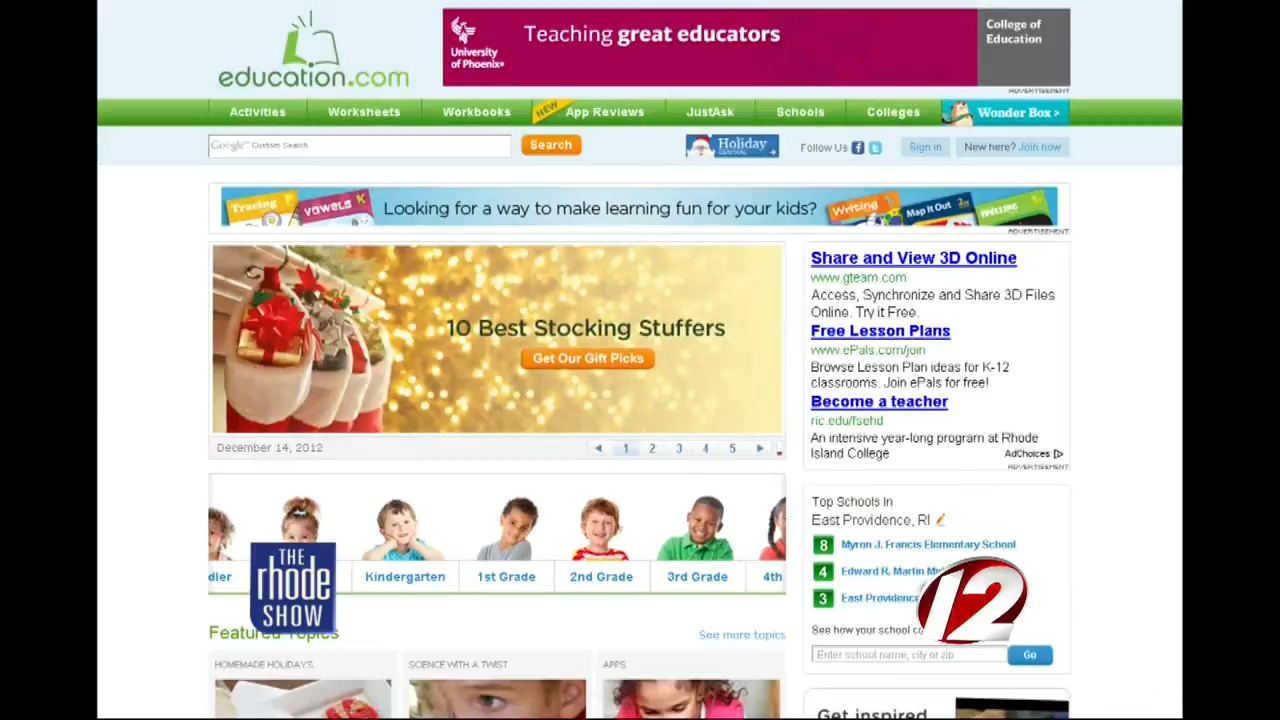 University
of Phoenix®
Teaching great educators
College of
Education
education.com
ADVERTISEMENT
Activities
Worksheets
Workbooks
NEW
App Reviews
JustAsk
Schools
Colleges
Wonder Box >
Google™ Custom Search
Search
Holiday
CENTRAL
Follow Us
Sign in
New here? Join now
Tracing
VOWELS K
Looking for a way to make learning fun for your kids?
Writing
Map It Out
ADVERTISEMENT
10 Best Stocking Stuffers
Get Our Gift Picks
December 14, 2012
1 2 3 4 5
Share and View 3D Online
www.gteam.com
Access, Synchronize and Share 3D Files
Online. Try it Free.
Free Lesson Plans
www.ePals.com/join
Browse Lesson Plan ideas for K-12
classrooms. Join ePals for free!
Become a teacher
ric.edu/fsehd
An intensive year-long program at Rhode
Island College
AdChoices
ADVERTISEMENT
dler
Kindergarten
1st Grade
2nd Grade
3rd Grade
4th
THE
rhode
SHOW
Top Schools In
East Providence, RI
8 Myron J. Francis Elementary School
4 Edward R. Martin
3 East Providence
12
See how your school
Enter school name, city or zip
Go
Featured Topics
See more topics
HOMEMADE HOLIDAYS
SCIENCE WITH A TWIST
APPS
Get inspired